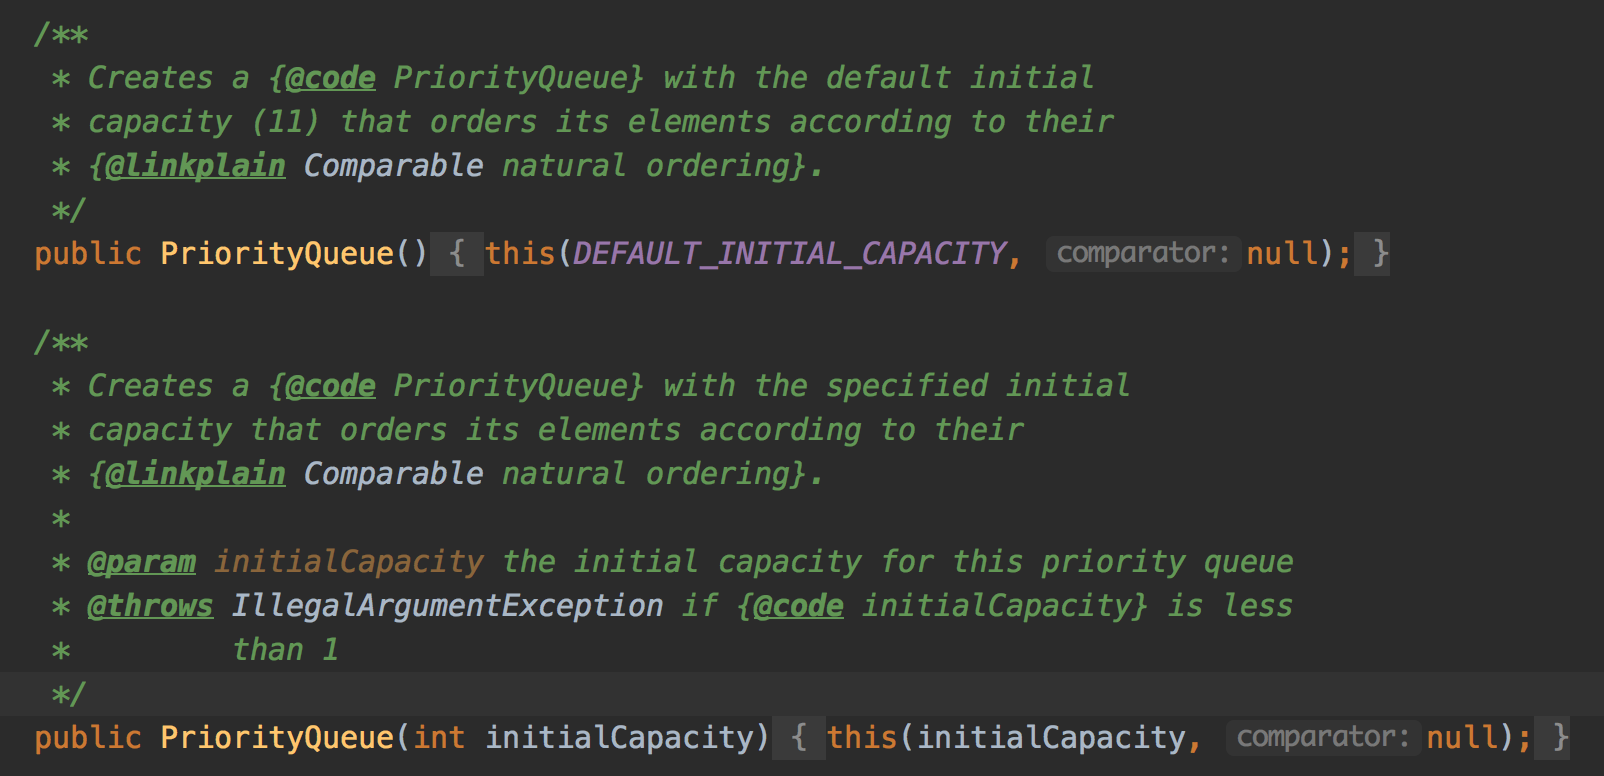 /**
 * Creates a {@code PriorityQueue} with the default initial
 * capacity (11) that orders its elements according to their
 * {@linkplain Comparable natural ordering}.
 */
public PriorityQueue() { this(DEFAULT_INITIAL_CAPACITY, comparator: null); }
/**
 * Creates a {@code PriorityQueue} with the specified initial
 * capacity that orders its elements according to their
 * {@linkplain Comparable natural ordering}.
 *
 * @param initialCapacity the initial capacity for this priority queue
 * @throws IllegalArgumentException if {@code initialCapacity} is less
 *         than 1
 */
public PriorityQueue(int initialCapacity) { this(initialCapacity, comparator: null); }